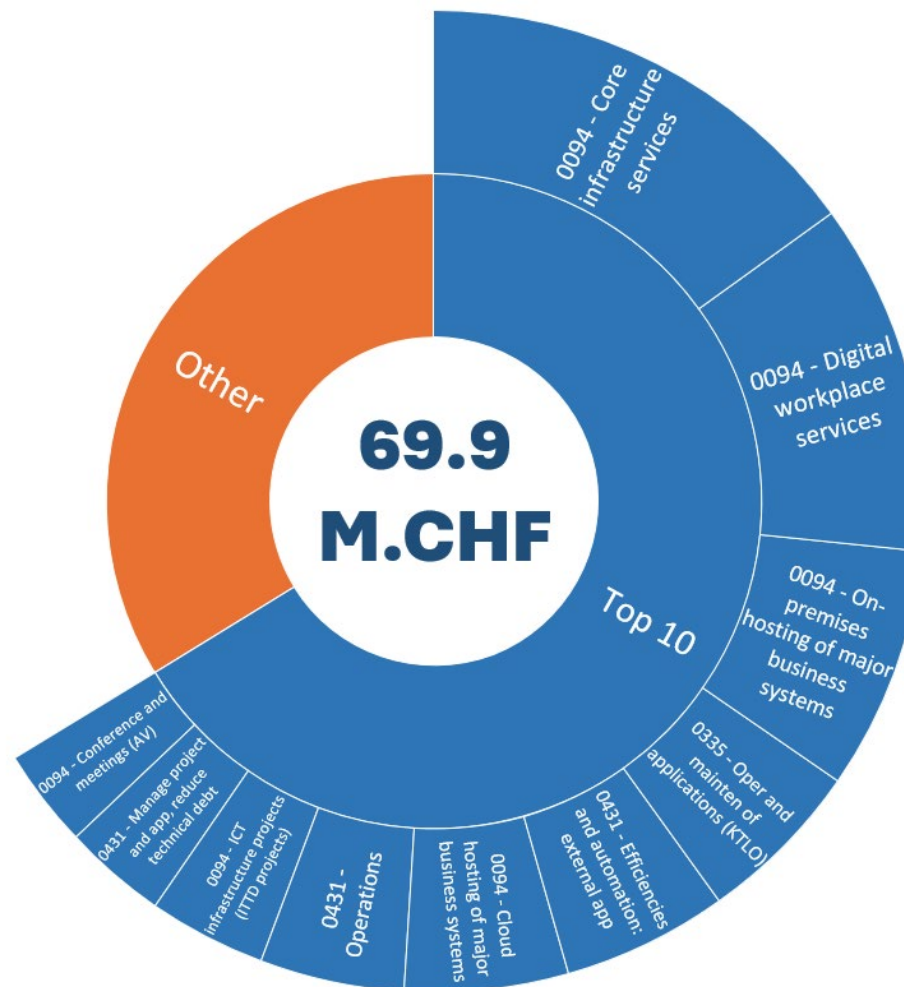 0094 - Core
infrastructure
services
0094 - Digital
workplace
services
0094 - On-
premises
hosting of major
business
systems
0335 - Oper and
mainten of
applications (KTLO)
0431 - Efficiencies
and automation:
external app
0094 - Cloud
hosting of major
business systems
0431 -
Operations
0094 - ICT
infrastructure projects
(ITTD projects)
0431 - Manage project
and app, reduce
technical debt
0094 - Conference and
meetings (AV)
Other
Top 10
69.9
M.CHF